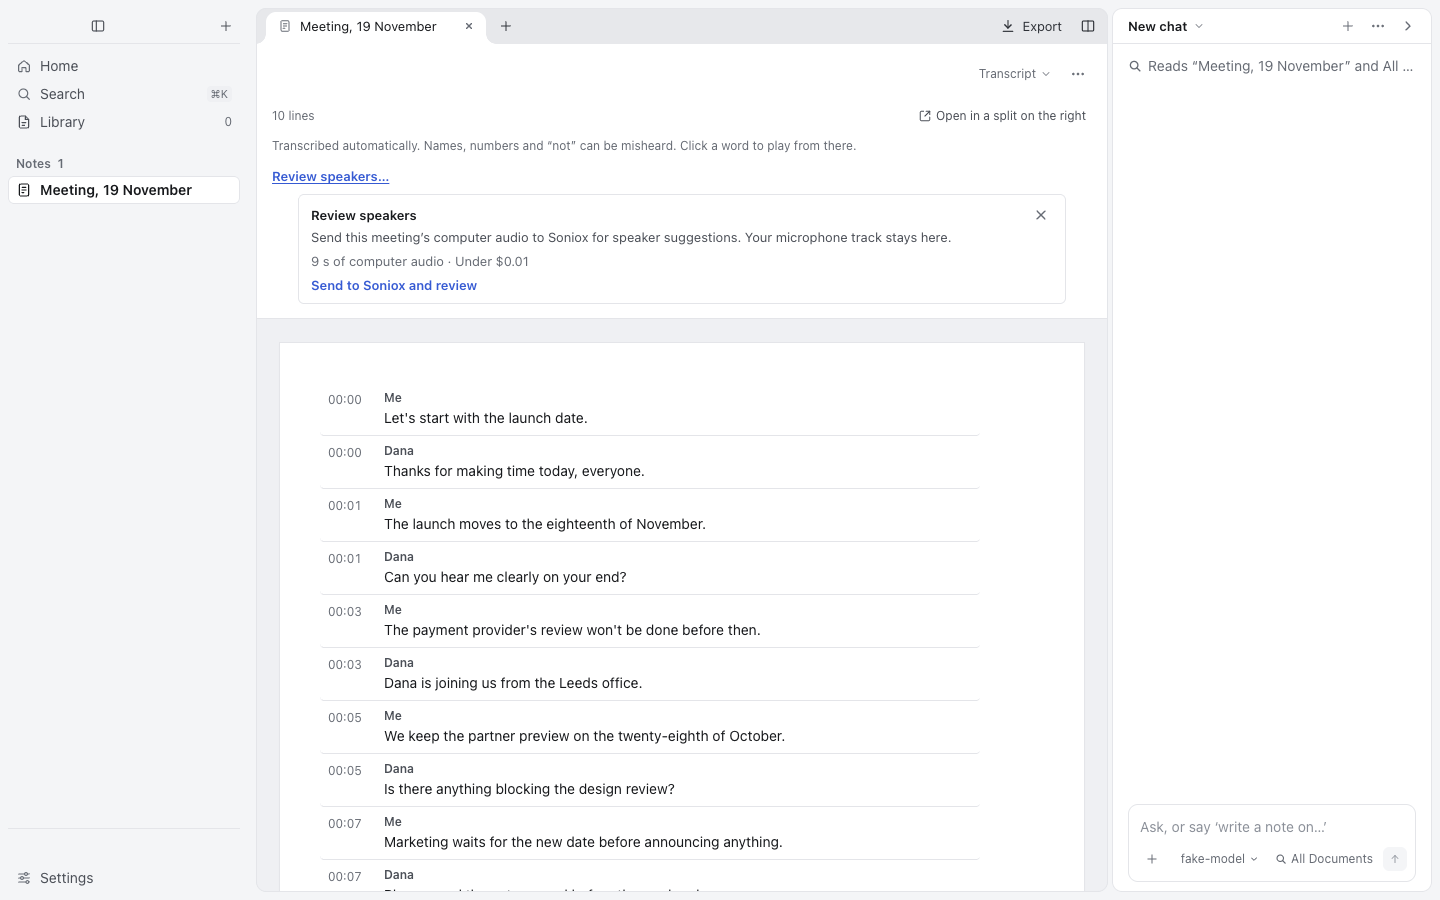 Meeting, 19 November
Export
New chat
Home
Search ⌘K
Library 0
Notes 1
Meeting, 19 November
Settings
Transcript
10 lines
Open in a split on the right
Transcribed automatically. Names, numbers and “not” can be misheard. Click a word to play from there.
Review speakers...
Review speakers
Send this meeting’s computer audio to Soniox for speaker suggestions. Your microphone track stays here.
9 s of computer audio · Under $0.01
Send to Soniox and review
00:00 Me
Let's start with the launch date.
00:00 Dana
Thanks for making time today, everyone.
00:01 Me
The launch moves to the eighteenth of November.
00:01 Dana
Can you hear me clearly on your end?
00:03 Me
The payment provider's review won't be done before then.
00:03 Dana
Dana is joining us from the Leeds office.
00:05 Me
We keep the partner preview on the twenty-eighth of October.
00:05 Dana
Is there anything blocking the design review?
00:07 Me
Marketing waits for the new date before announcing anything.
00:07 Dana
Reads “Meeting, 19 November” and All ...
Ask, or say ‘write a note on...’
fake-model
All Documents